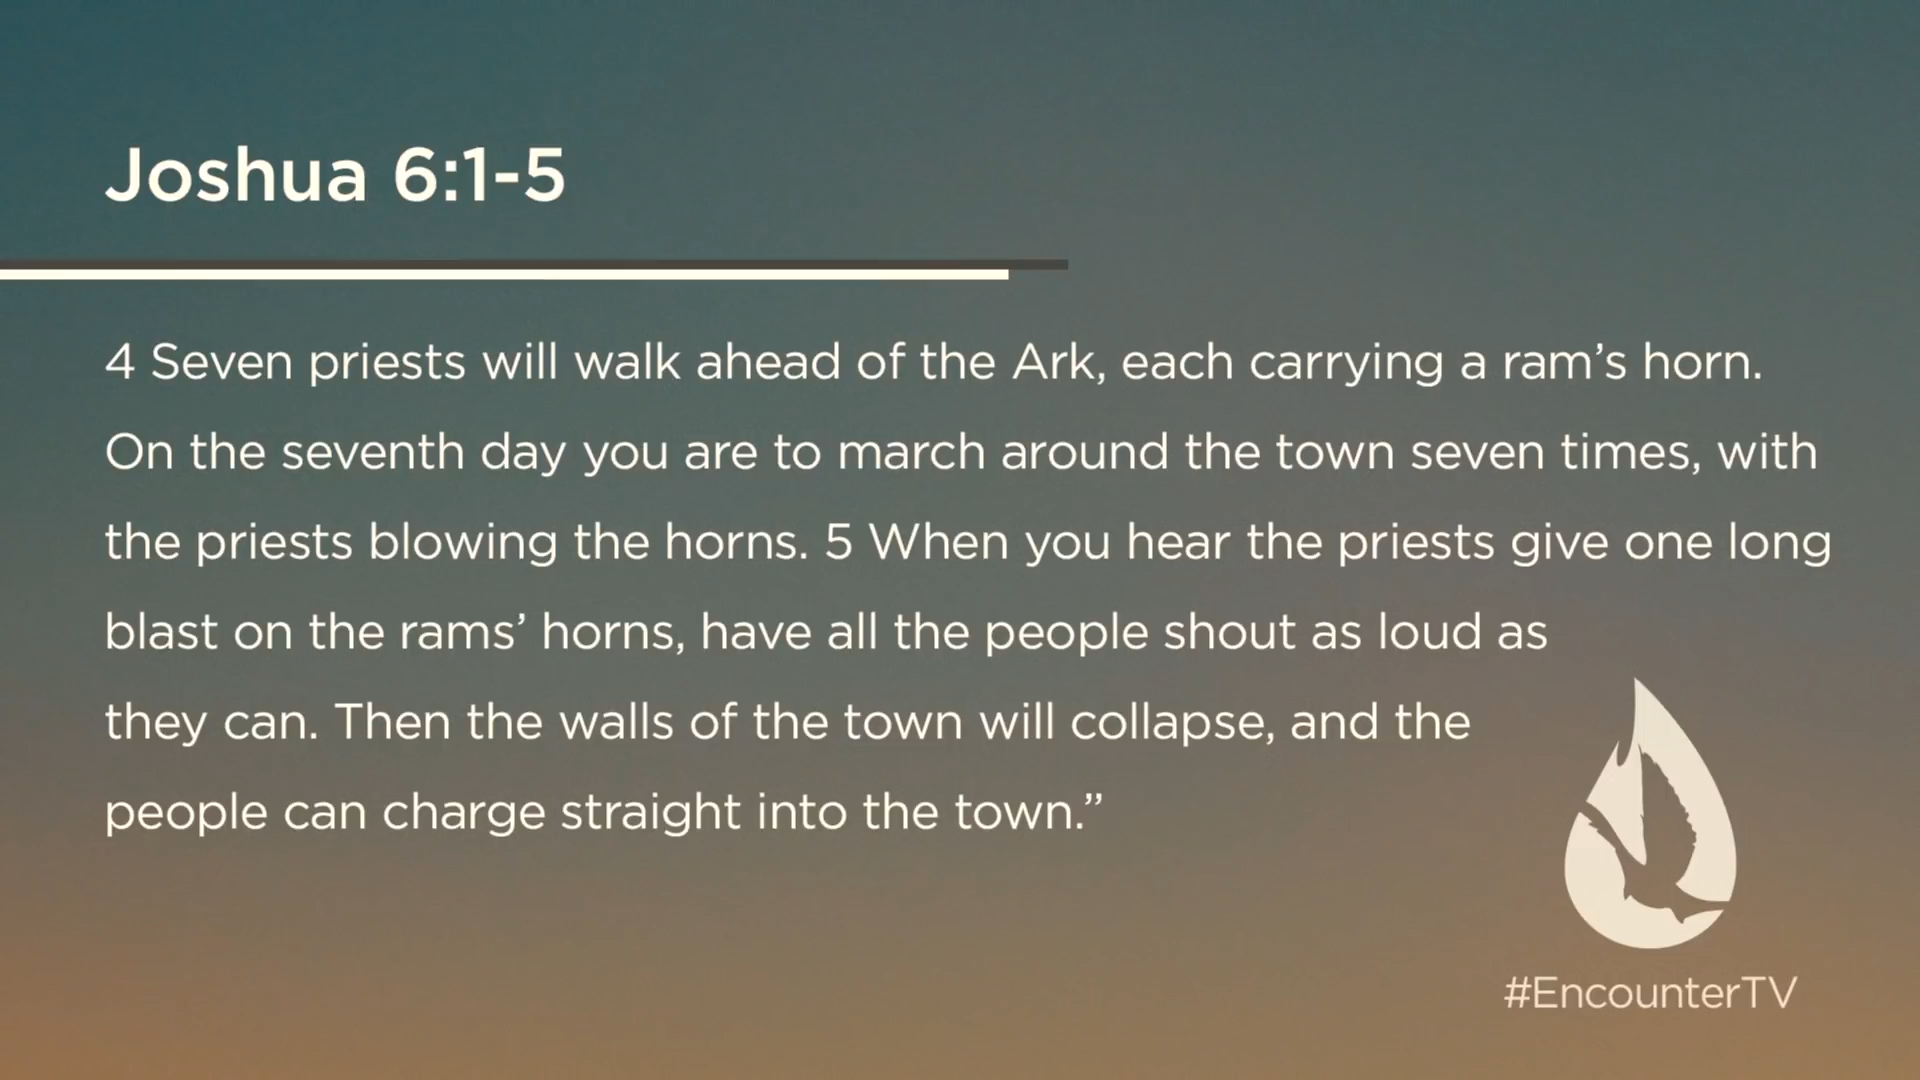 Joshua 6:1-5
4 Seven priests will walk ahead of the Ark, each carrying a ram’s horn.
On the seventh day you are to march around the town seven times, with
the priests blowing the horns. 5 When you hear the priests give one long
blast on the rams’ horns, have all the people shout as loud as
they can. Then the walls of the town will collapse, and the
people can charge straight into the town.”
#EncounterTV